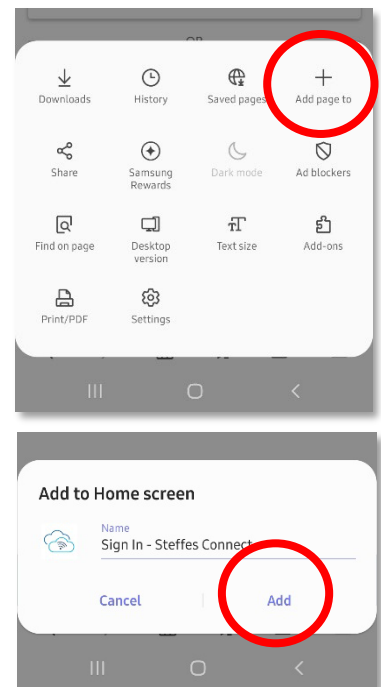 OR
Downloads History Saved pages Add page to
Share Samsung Rewards Dark mode Ad blockers
Find on page Desktop version Text size Add-ons
Print/PDF Settings
Add to Home screen
Name
Sign In - Steffes Connect
Cancel Add